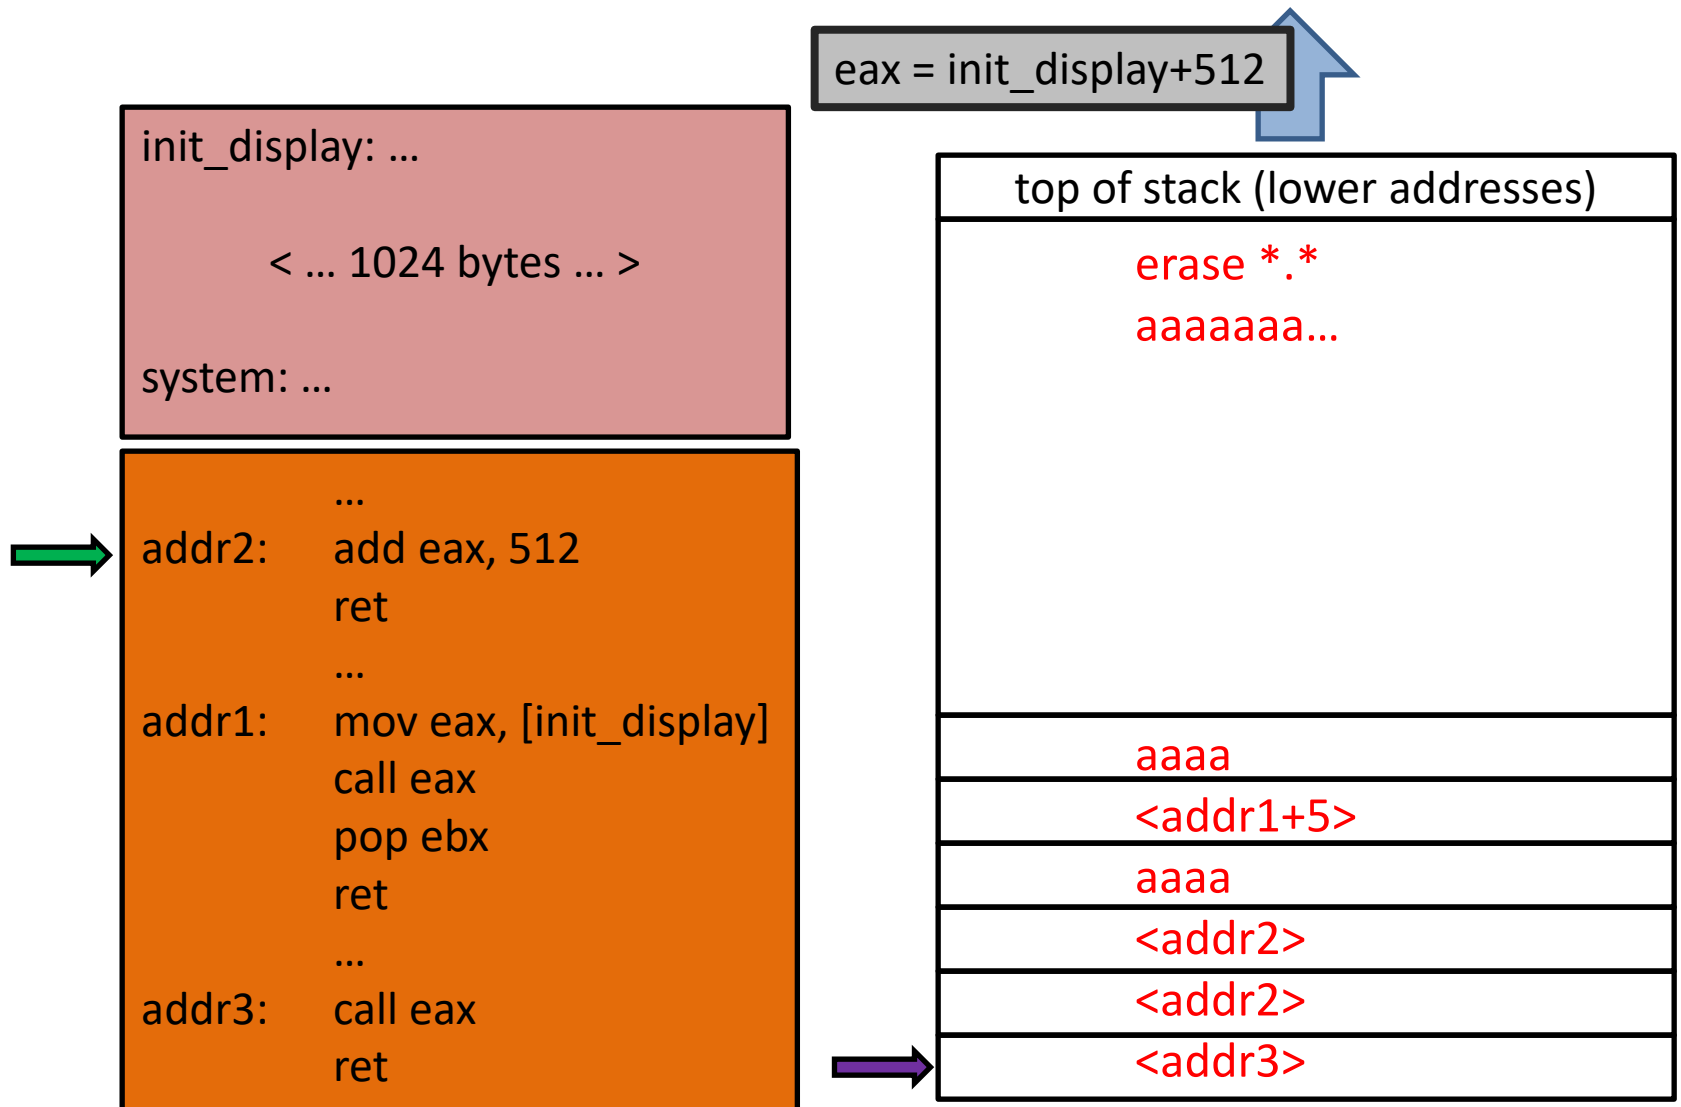 eax = init_display+512
init_display: …
< … 1024 bytes … >
system: …
…
addr2: add eax, 512
ret
…
addr1: mov eax, [init_display]
call eax
pop ebx
ret
…
addr3: call eax
ret
top of stack (lower addresses)
erase *.*
aaaaaaa…
aaaa
<addr1+5>
aaaa
<addr2>
<addr2>
<addr3>